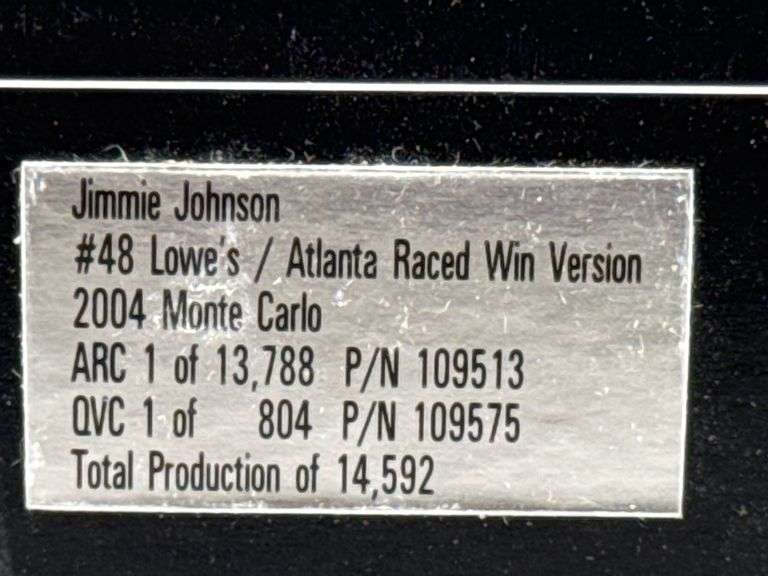 Jimmie Johnson
#48 Lowe's / Atlanta Raced Win Version
2004 Monte Carlo
ARC 1 of 13,788 P/N 109513
QVC 1 of 804 P/N 109575
Total Production of 14,592